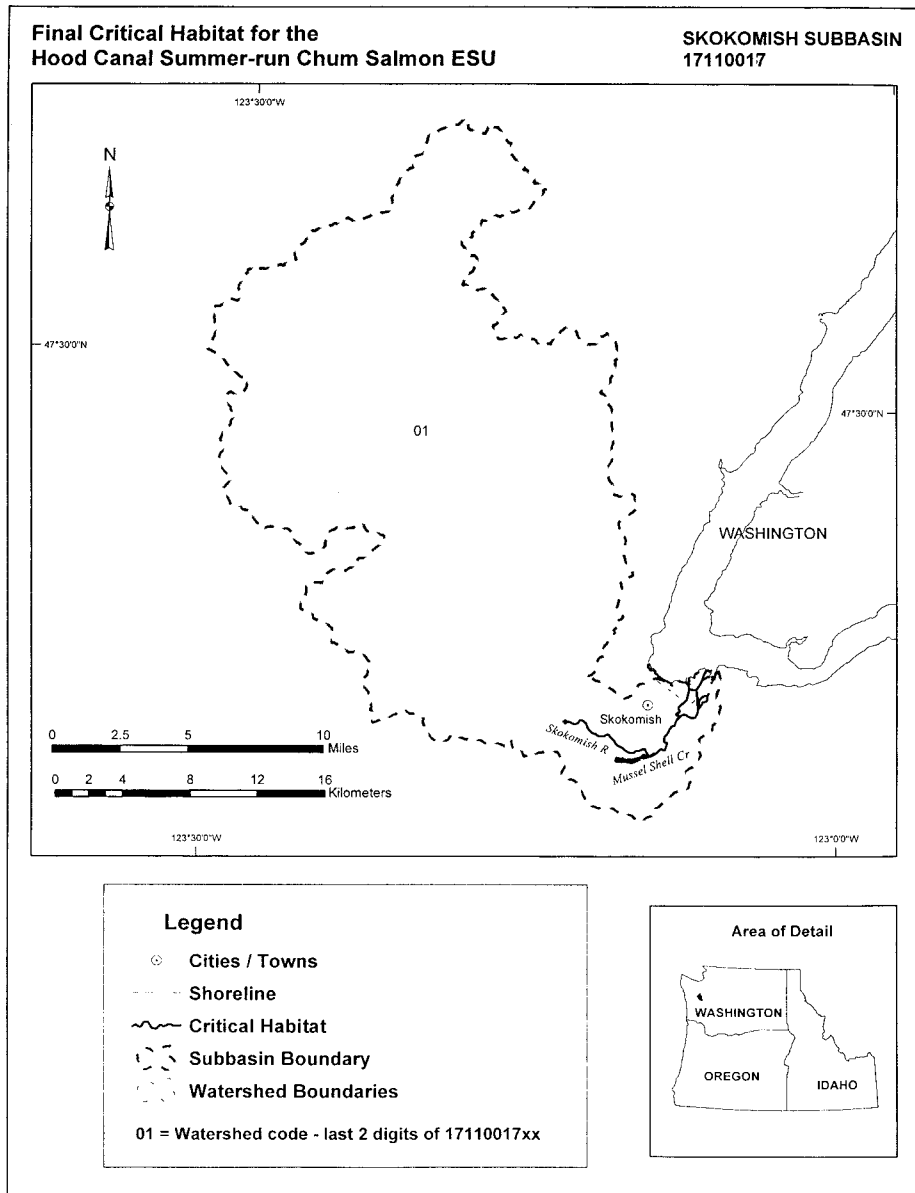 Final Critical Habitat for the
Hood Canal Summer-run Chum Salmon ESU
SKOKOMISH SUBBASIN
17110017
123°30'0"W
N
47°30'0"N
47°30'0"N
01
WASHINGTON
Skokomish
Skokomish R
Mussel Shell Cr
0 2.5 5 10
Miles
0 2 4 8 12 16
Kilometers
123°30'0"W
123°0'0"W
Legend
Cities / Towns
Shoreline
Critical Habitat
Subbasin Boundary
Watershed Boundaries
01 = Watershed code - last 2 digits of 17110017xx
Area of Detail
WASHINGTON
OREGON
IDAHO